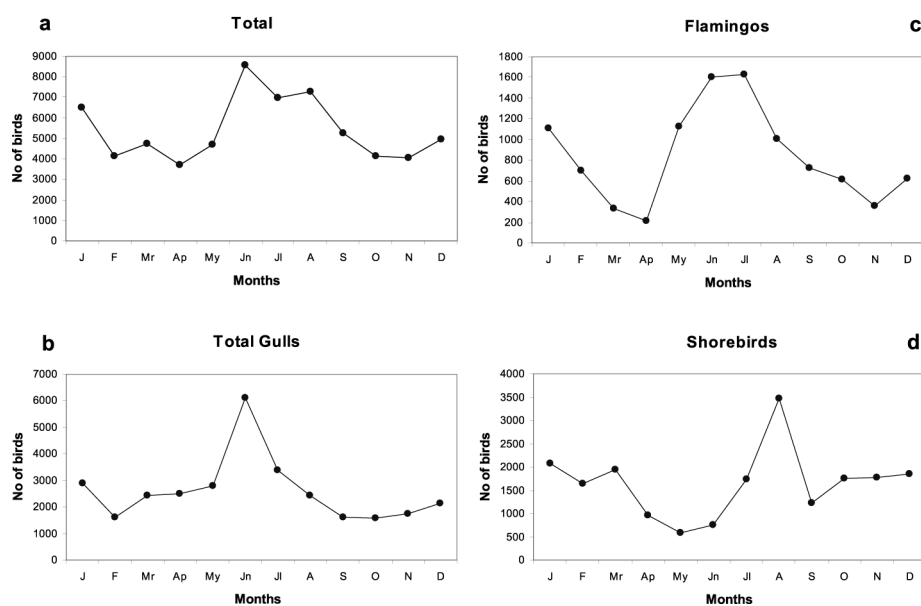 a
Total
No of birds
9000
8000
7000
6000
5000
4000
3000
2000
1000
0
J F Mr Ap My Jn Jl A S O N D
Months
c
Flamingos
No of birds
1800
1600
1400
1200
1000
800
600
400
200
0
J F Mr Ap My Jn Jl A S O N D
Months
b
Total Gulls
No of birds
7000
6000
5000
4000
3000
2000
1000
0
J F Mr Ap My Jn Jl A S O N D
Months
d
Shorebirds
No of birds
4000
3500
3000
2500
2000
1500
1000
500
0
J F Mr Ap My Jn Jl A S O N D
Months